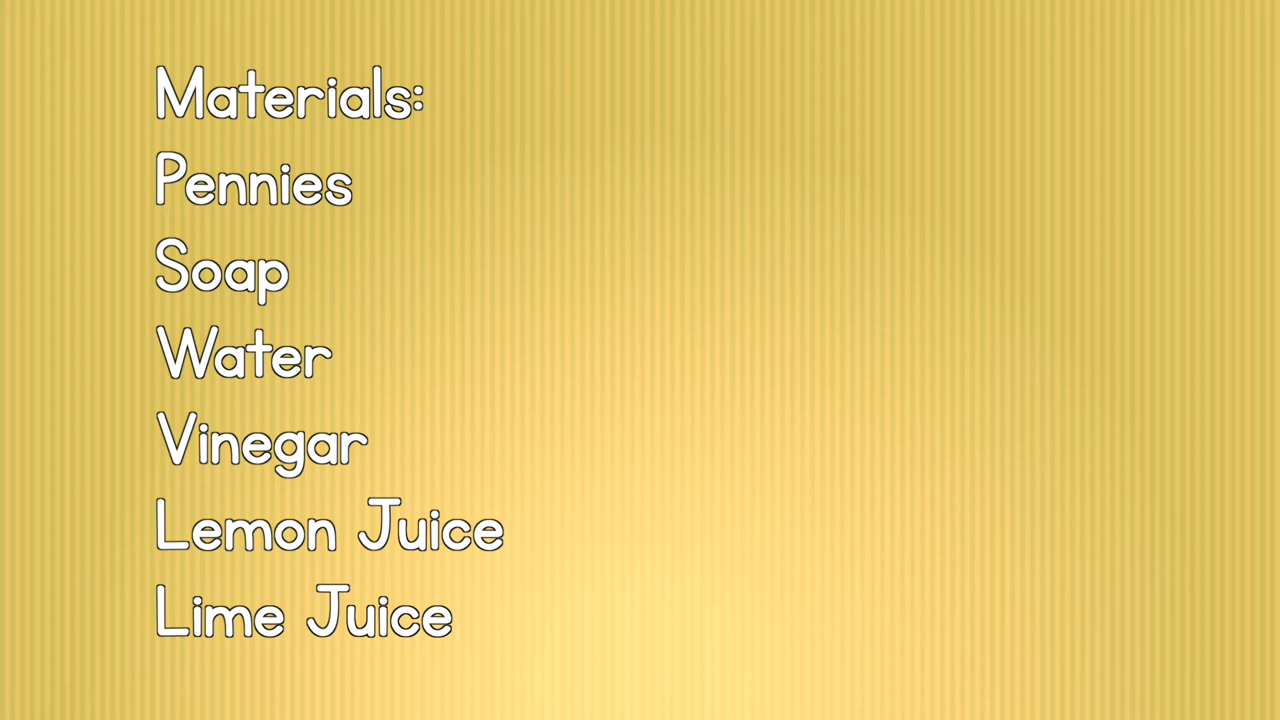 Materials:
Pennies
Soap
Water
Vinegar
Lemon Juice
Lime Juice